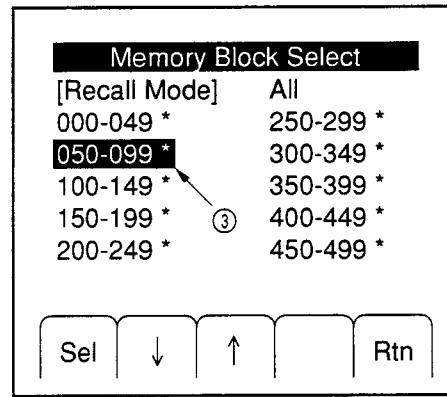 Memory Block Select
[Recall Mode] All
000-049 * 250-299 *
050-099 * 300-349 *
100-149 * 350-399 *
150-199 * ③ 400-449 *
200-249 * 450-499 *
Sel ↓ ↑ Rtn